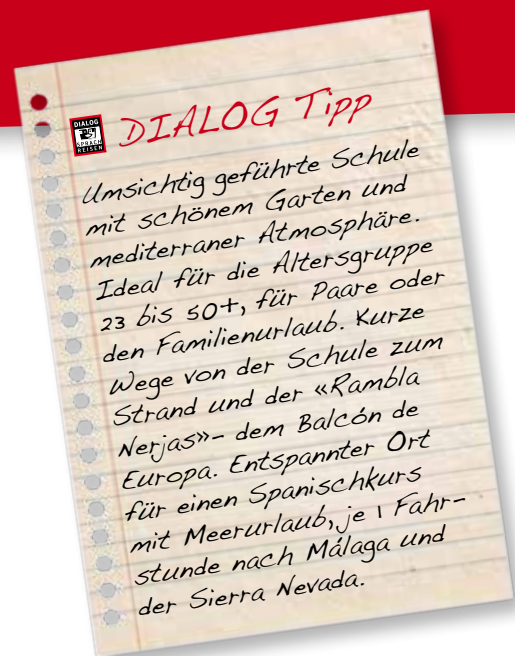 DIALOG
SPRACH
REISEN
DIALOG Tipp
Umsichtig geführte Schule
mit schönem Garten und
mediterraner Atmosphäre.
Ideal für die Altersgruppe
23 bis 50+, für Paare oder
den Familienurlaub. Kurze
Wege von der Schule zum
Strand und der «Rambla
Nerjas»- dem Balcón de
Europa. Entspannter Ort
für einen Spanischkurs
mit Meerurlaub, je 1 Fahr-
stunde nach Málaga und
der Sierra Nevada.